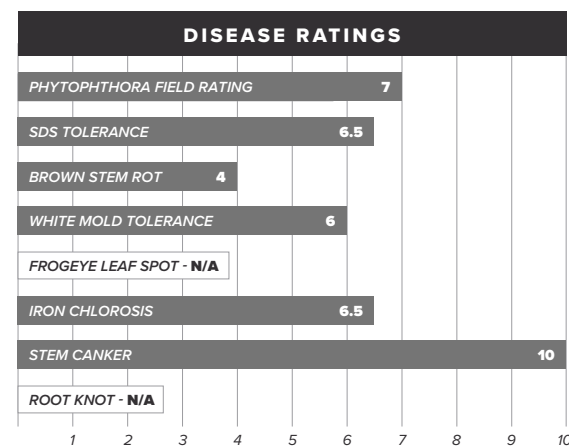 DISEASE RATINGS
PHYTOPHTHORA FIELD RATING 7
SDS TOLERANCE 6.5
BROWN STEM ROT 4
WHITE MOLD TOLERANCE 6
FROGEYE LEAF SPOT - N/A
IRON CHLOROSIS 6.5
STEM CANKER 10
ROOT KNOT - N/A
1 2 3 4 5 6 7 8 9 10